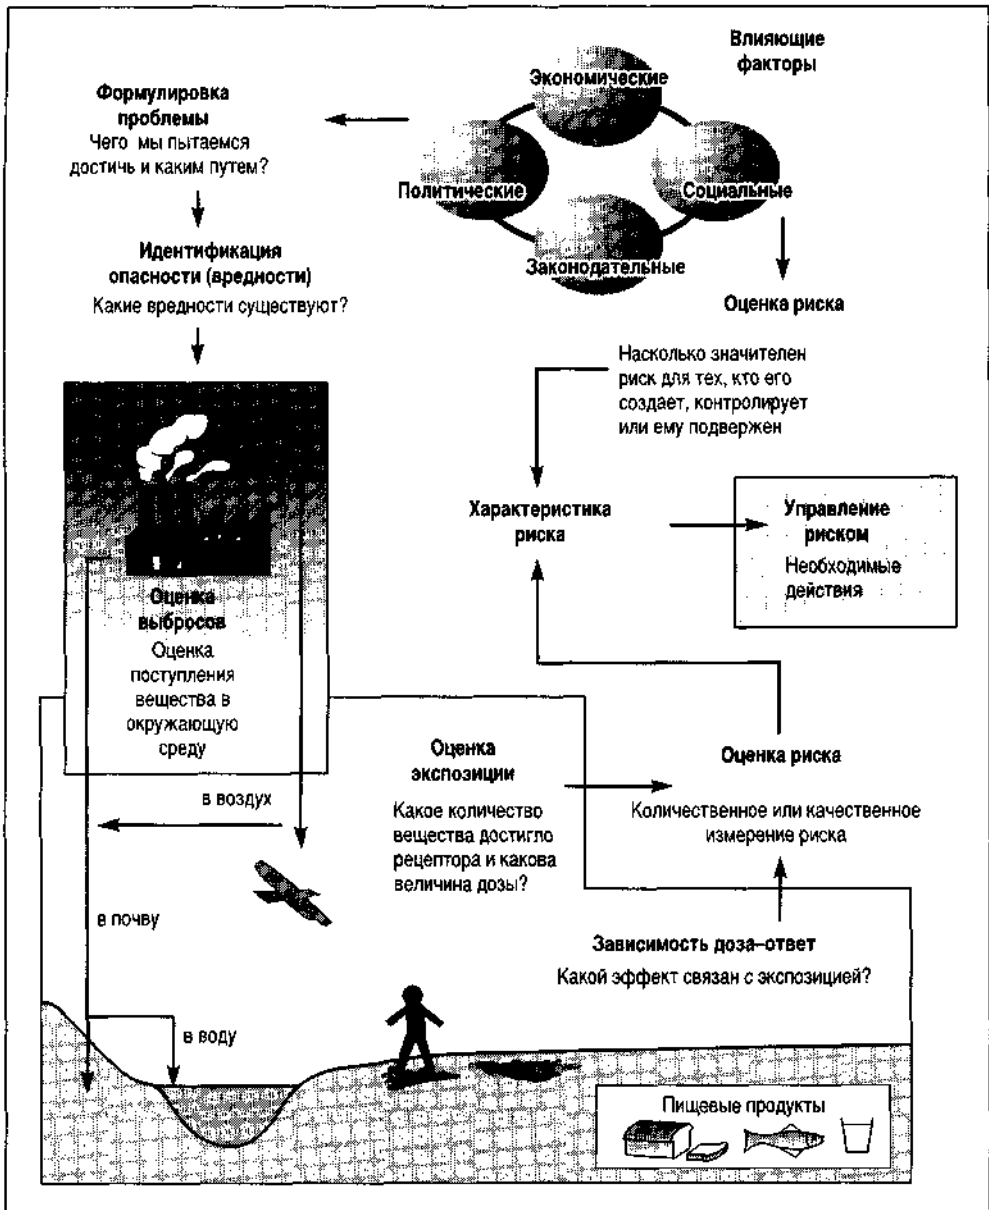 Влияющие
факторы
Экономические
Политические
Социальные
Законодательные
Формулировка
проблемы
Чего мы пытаемся
достичь и каким путем?
Идентификация
опасности (вредности)
Какие вредности существуют?
Оценка риска
Насколько значителен
риск для тех, кто его
создает, контролирует
или ему подвержен
Характеристика
риска
Управление
риском
Необходимые
действия
Оценка
выбросов
Оценка
поступления
вещества в
окружающую
среду
Оценка
экспозиции
Какое количество
вещества достигло
рецептора и какова
величина дозы?
Оценка риска
Количественное или качественное
измерение риска
в воздух
в почву
Зависимость доза–ответ
Какой эффект связан с экспозицией?
в воду
Пищевые продукты